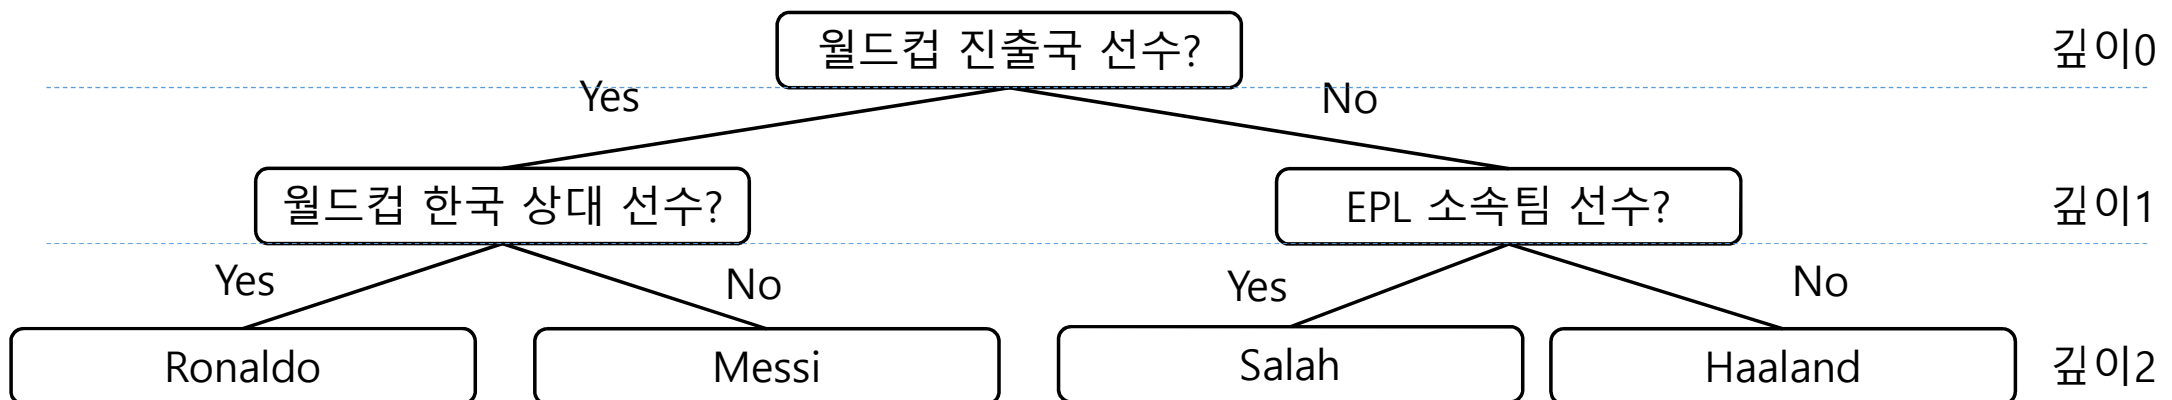 월드컵 진출국 선수?
깊이0
Yes
No
월드컵 한국 상대 선수?
EPL 소속팀 선수?
깊이1
Yes
No
Yes
No
Ronaldo
Messi
Salah
Haaland
깊이2